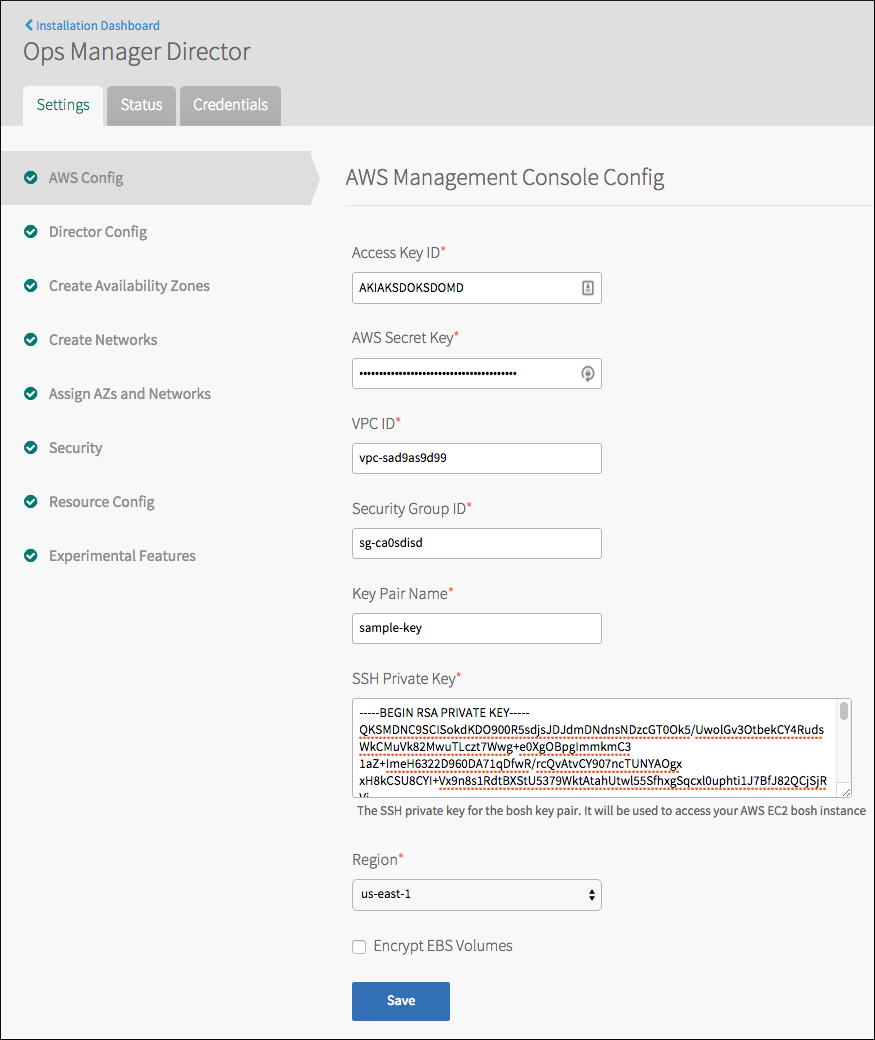 Installation Dashboard
Ops Manager Director
Settings
Status
Credentials
AWS Config
Director Config
Create Availability Zones
Create Networks
Assign AZs and Networks
Security
Resource Config
Experimental Features
AWS Management Console Config
Access Key ID*
AKIAKSDOKSDOMD
AWS Secret Key*
••••••••••••••••••••••••••••••••••••••••
VPC ID*
vpc-sad9as9d99
Security Group ID*
sg-ca0sdisd
Key Pair Name*
sample-key
SSH Private Key*
-----BEGIN RSA PRIVATE KEY-----
QKSMDNC9SCISokdKDO900R5sdjsJDJdmDNdnsNDzcGT0Ok5/UwolGv3OtbekCY4Ruds
WkCMuVk82MwuTLczt7Wwg+e0XgOBpgImmkmC3
1aZ+ImeH6322D960DA71qDfwR/rcQvAtvCY907ncTUNYAOgx
xH8kCSU8CYI+Vx9n8s1RdtBXStU5379WktAtahUtwl55SfhxgSqcxl0uphti1J7BfJ82QCjSjR
The SSH private key for the bosh key pair. It will be used to access your AWS EC2 bosh instance
Region*
us-east-1
Encrypt EBS Volumes
Save